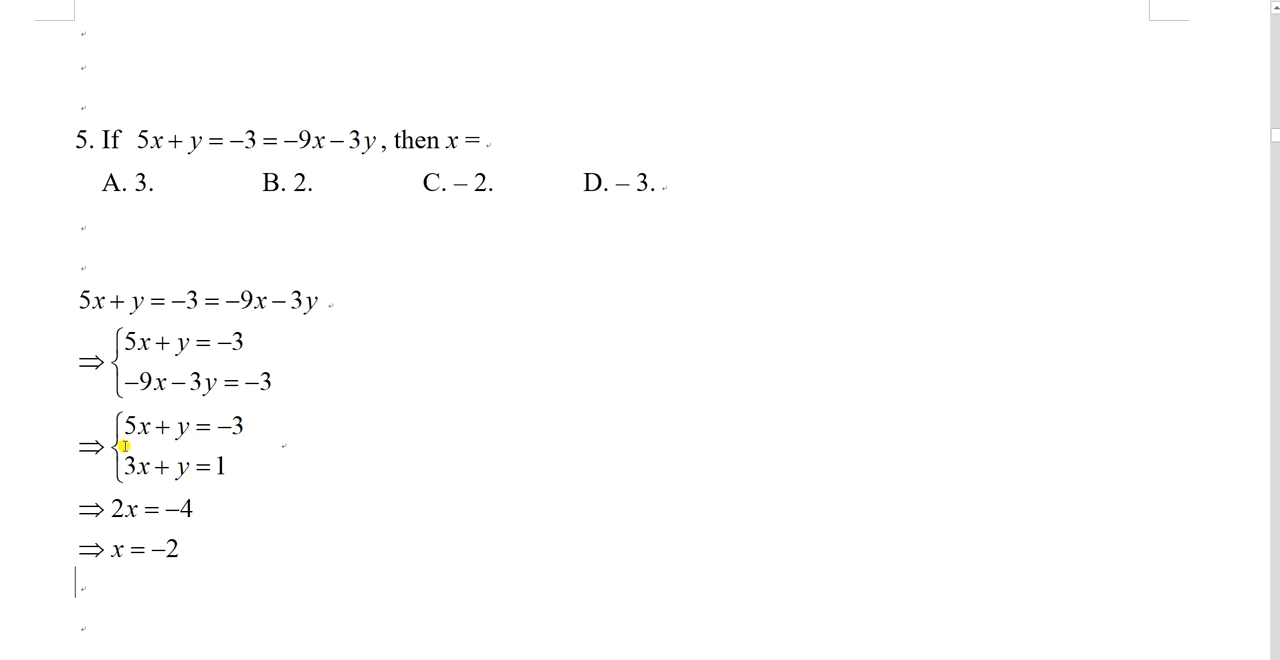 5. If 5x + y = −3 = −9x − 3y, then x =
A. 3. B. 2. C. – 2. D. – 3.
5x + y = −3 = −9x − 3y
5x + y = −3
⇒ {
−9x − 3y = −3
5x + y = −3
⇒ {
3x + y = 1
⇒ 2x = −4
⇒ x = −2